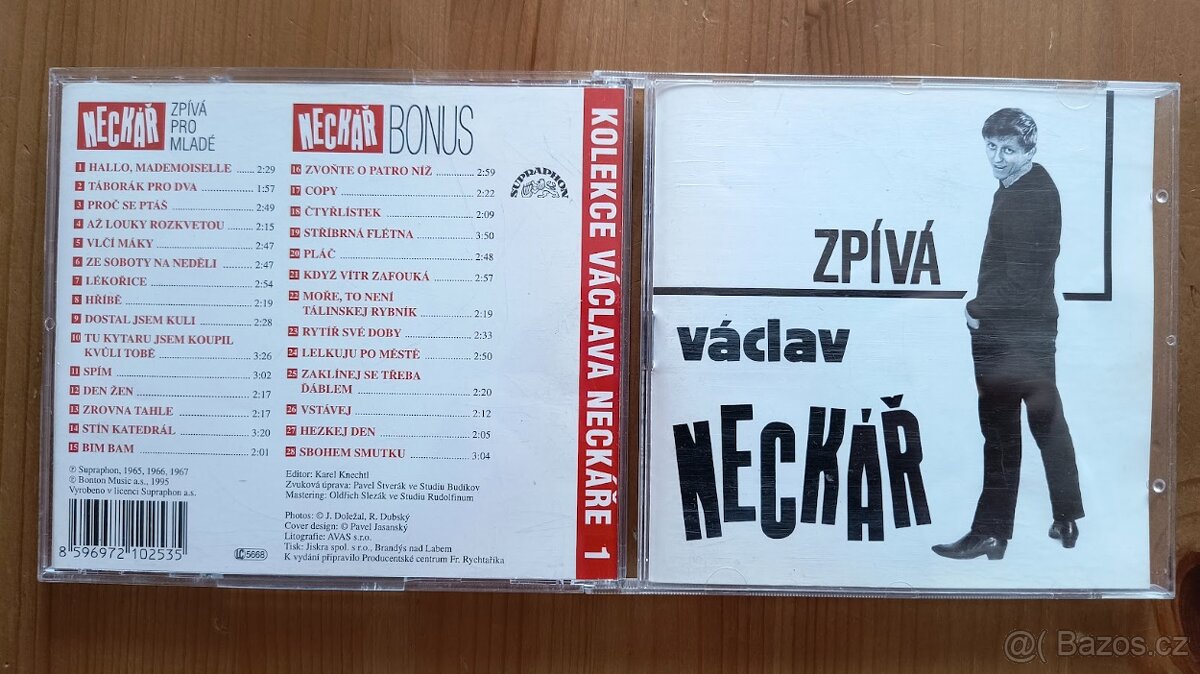 NECKÁŘ
ZPÍVÁ
PRO
MLADÉ
1 HALLO, MADEMOISELLE 2:29
2 TÁBORÁK PRO DVA 1:57
3 PROČ SE PTÁŠ 2:49
4 AŽ LOUKY ROZKVETOU 2:15
5 VLČÍ MÁKY 2:47
6 ZE SOBOTY NA NEDĚLI 2:47
7 LÉKOŘICE 2:54
8 HŘÍBĚ 2:19
9 DOSTAL JSEM KULI 2:28
10 TU KYTARU JSEM KOUPIL
KVŮLI TOBĚ 3:26
11 SPÍM 3:02
12 DEN ŽEN 2:17
13 ZROVNA TAHLE 2:17
14 STÍN KATEDRÁL 3:20
15 BIM BAM 2:01
℗ Supraphon, 1965, 1966, 1967
℗ Bonton Music a.s., 1995
Vyrobeno v licenci Supraphon a.s.
8 596972 102535
LC 5668
NECKÁŘ BONUS
16 ZVOŇTE O PATRO NÍŽ 2:59
17 COPY 2:22
18 ČTYŘLÍSTEK 2:09
19 STŘÍBRNÁ FLÉTNA 3:50
20 PLÁČ 2:48
21 KDYŽ VÍTR ZAFOUKÁ 2:57
22 MOŘE, TO NENÍ
TÁLINSKEJ RYBNÍK 2:19
23 RYTÍŘ SVÉ DOBY 2:33
24 LELKUJU PO MĚSTĚ 2:50
25 ZAKLÍNEJ SE TŘEBA
ĎÁBLEM 2:20
26 VSTÁVEJ 2:12
27 HEZKEJ DEN 2:05
28 SBOHEM SMUTKU 3:04
Editor: Karel Knechtl
Zvuková úprava: Pavel Štverák ve Studiu Budíkov
Mastering: Oldřich Slezák ve Studiu Rudolfinum
Photos: © J. Doležal, R. Dubský
Cover design: © Pavel Jasanský
Litografie: AVAS s.r.o.
Tisk: Jiskra spol. s r.o., Brandýs nad Labem
K vydání připravilo Producentské centrum Fr. Rychtaříka
SUPRAPHON
KOLEKCE VÁCLAVA NECKÁŘE 1
ZPÍVÁ
václav
NECKÁŘ
@( Bazos.cz